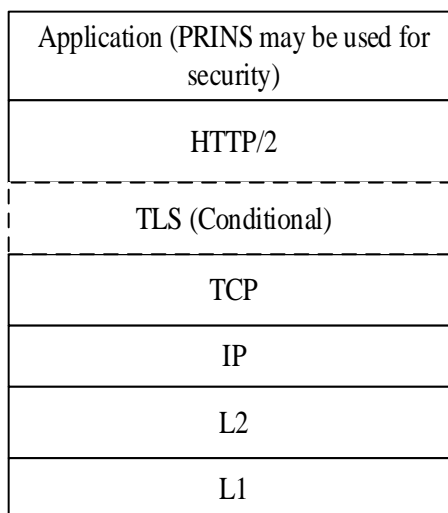 Application (PRINS may be used for
security)
HTTP/2
TLS (Conditional)
TCP
IP
L2
L1